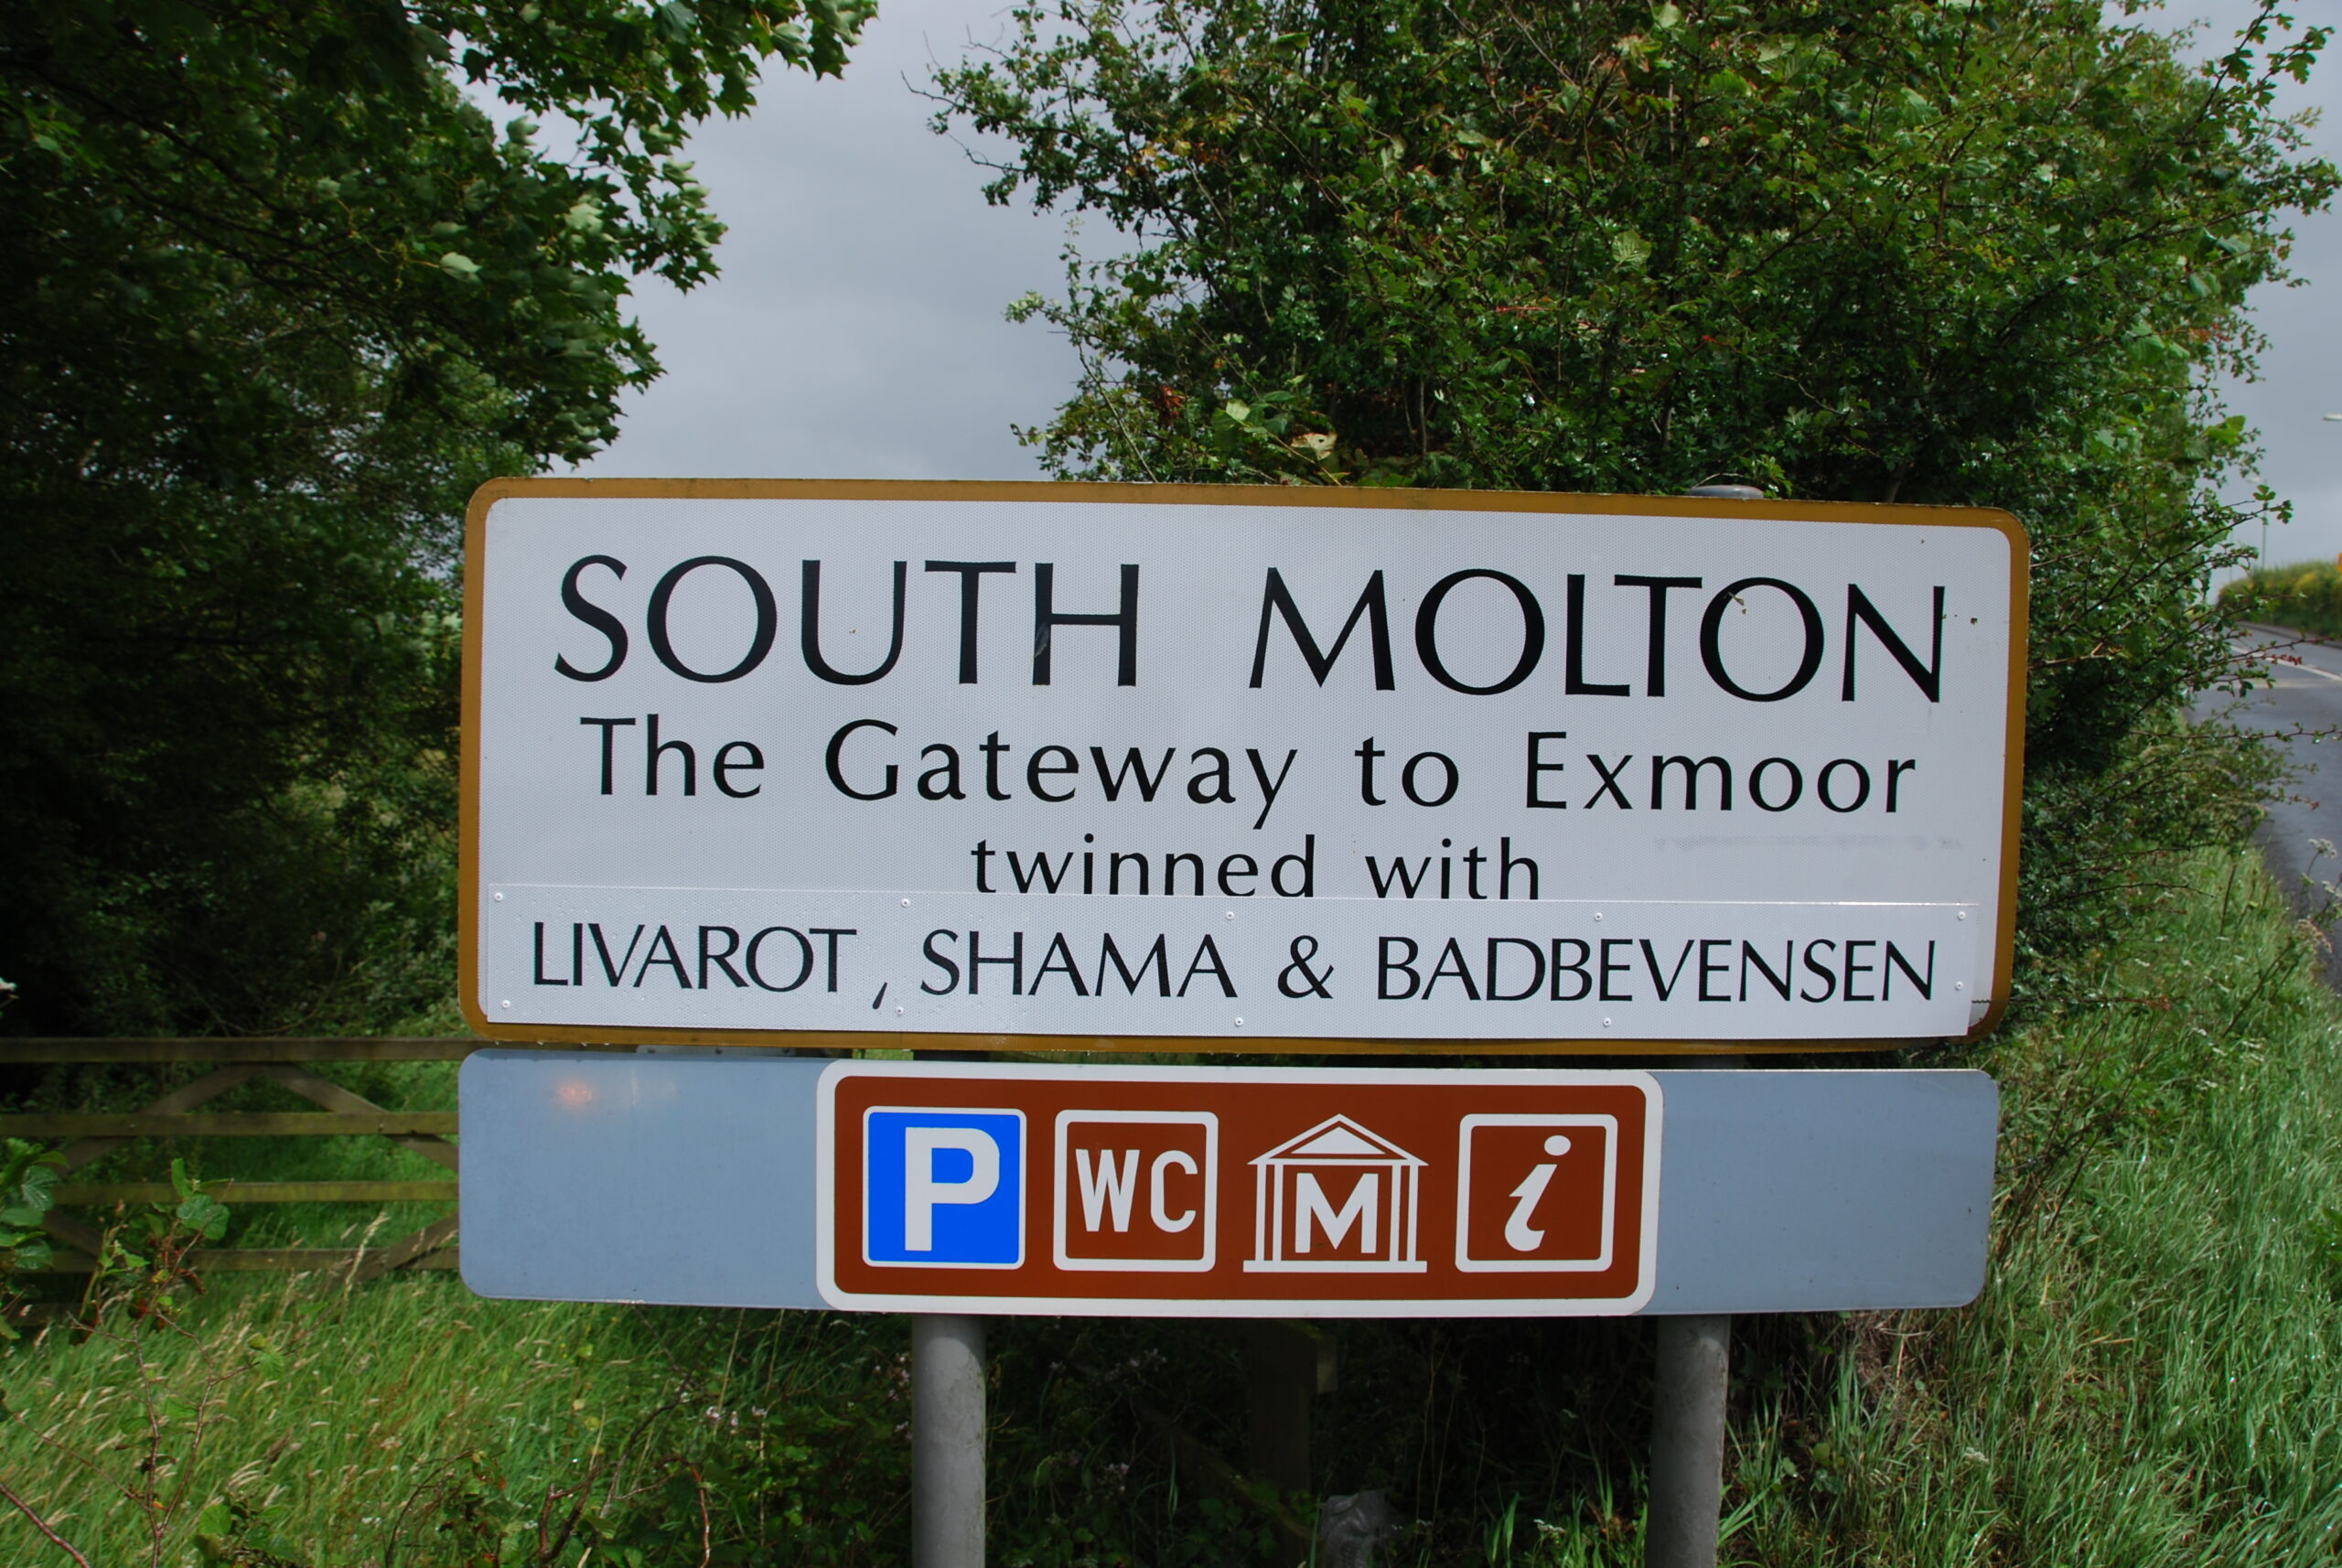 SOUTH MOLTON
The Gateway to Exmoor
twinned with
LIVAROT, SHAMA & BADBEVENSEN
P WC M i